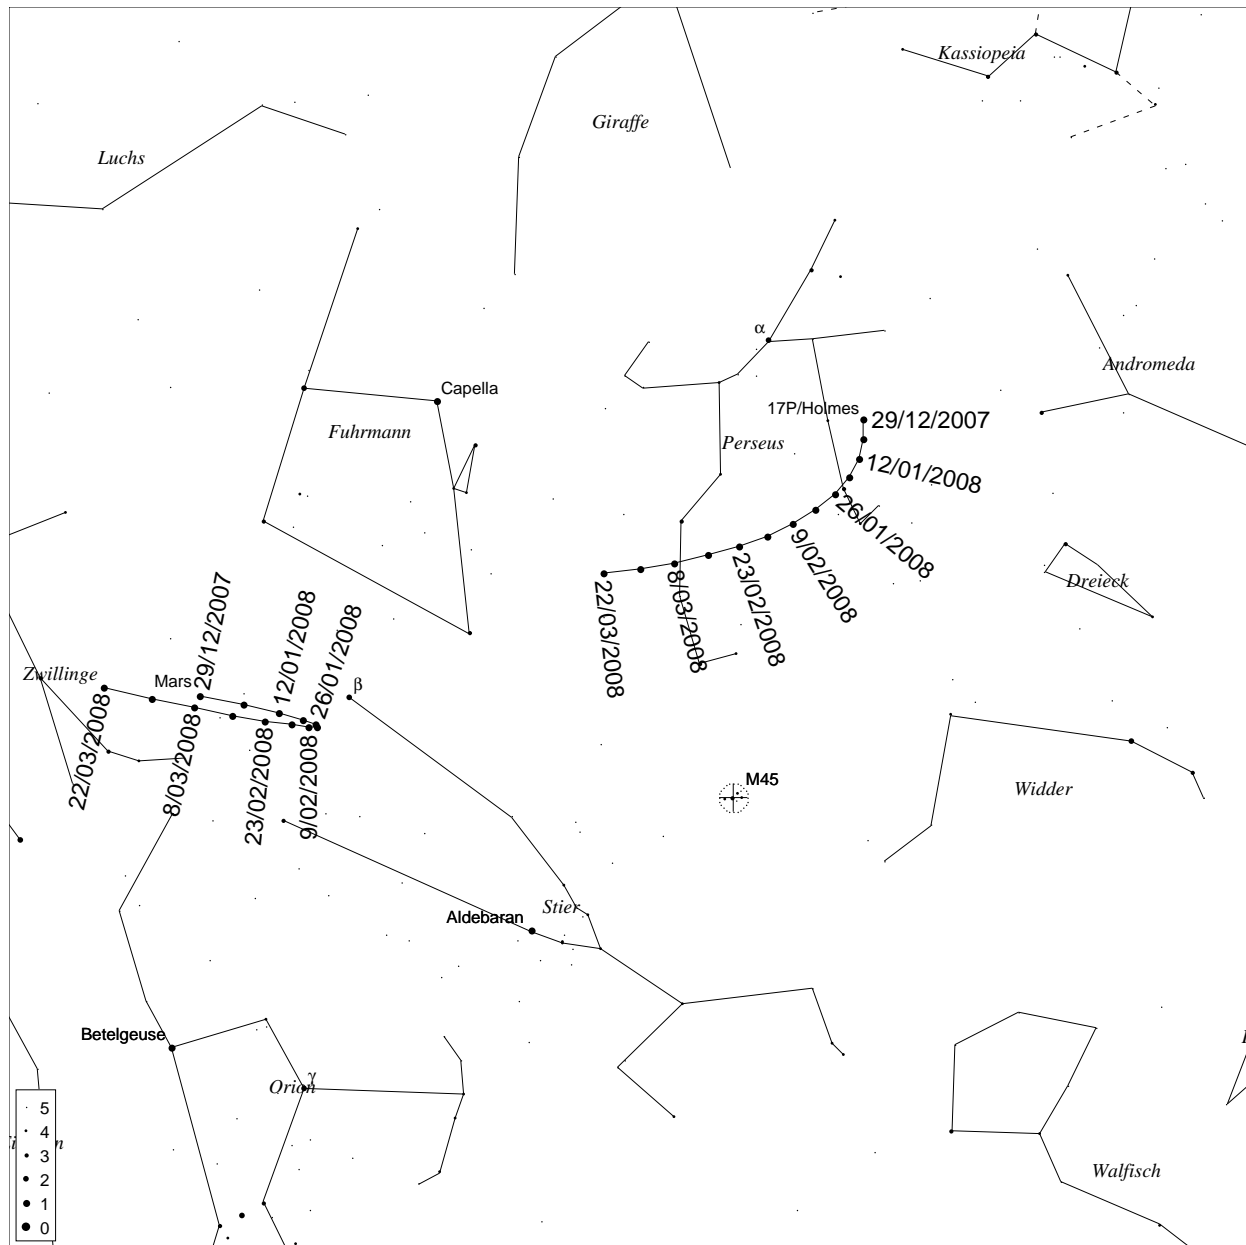 Kassiopeia
Giraffe
Luchs
α
Andromeda
Capella
17P/Holmes
29/12/2007
Fuhrmann
Perseus
12/01/2008
26/01/2008
9/02/2008
23/02/2008
8/03/2008
22/03/2008
Dreieck
29/12/2007
12/01/2008
26/01/2008
Zwillinge
Mars
β
22/03/2008
8/03/2008
23/02/2008
9/02/2008
M45
Widder
Stier
Aldebaran
Betelgeuse
γ
Orion
Walfisch
5
4
3
2
1
0